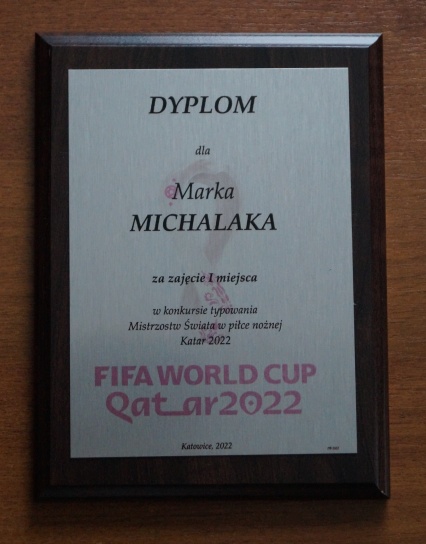 DYPLOM
dla
Marka
MICHALAKA
za zajęcie I miejsca
w konkursie typowania
Mistrzostw Świata w piłce nożnej
Katar 2022
FIFA WORLD CUP
Qatar2022
Katowice, 2022